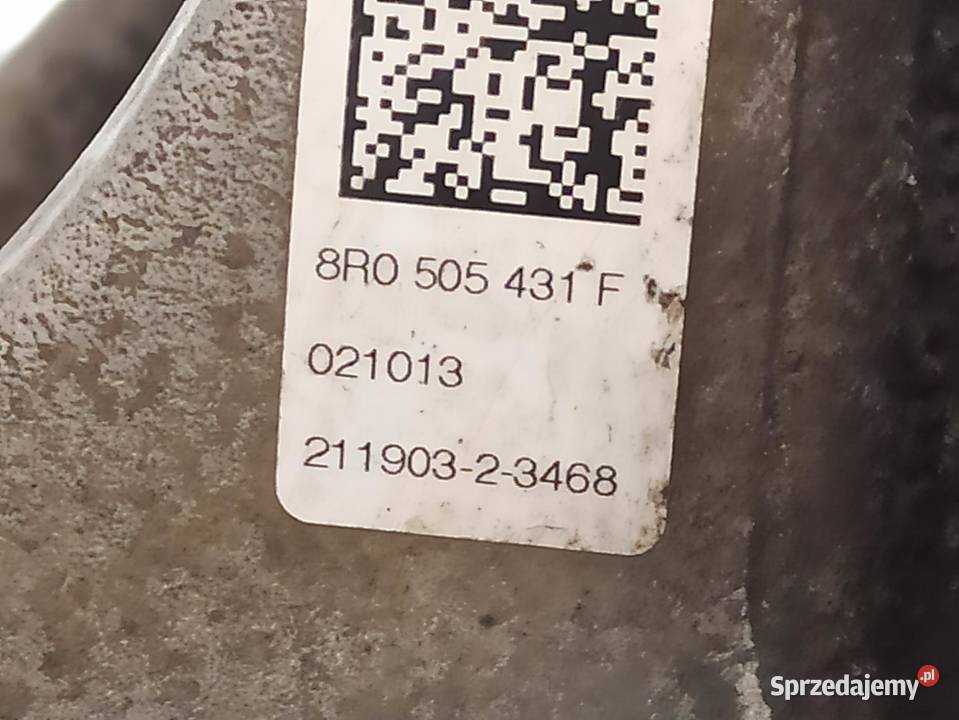 8R0 505 431 F
021013
211903-2-3468
Sprzedajemy.pl